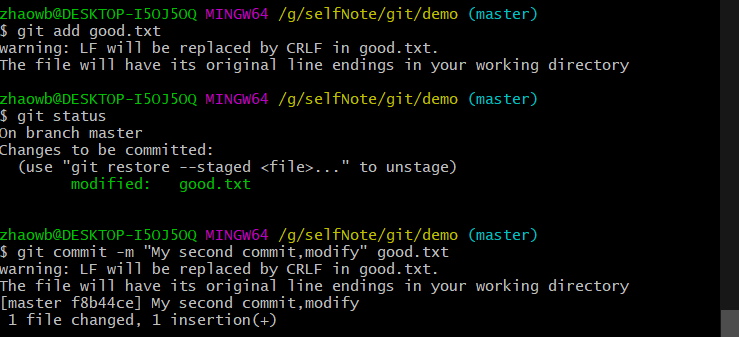 zhaowb@DESKTOP-I5OJ5OQ MINGW64 /g/selfNote/git/demo (master)
$ git add good.txt
warning: LF will be replaced by CRLF in good.txt.
The file will have its original line endings in your working directory
zhaowb@DESKTOP-I5OJ5OQ MINGW64 /g/selfNote/git/demo (master)
$ git status
On branch master
Changes to be committed:
  (use "git restore --staged <file>..." to unstage)
        modified:   good.txt
zhaowb@DESKTOP-I5OJ5OQ MINGW64 /g/selfNote/git/demo (master)
$ git commit -m "My second commit,modify" good.txt
warning: LF will be replaced by CRLF in good.txt.
The file will have its original line endings in your working directory
[master f8b44ce] My second commit,modify
 1 file changed, 1 insertion(+)